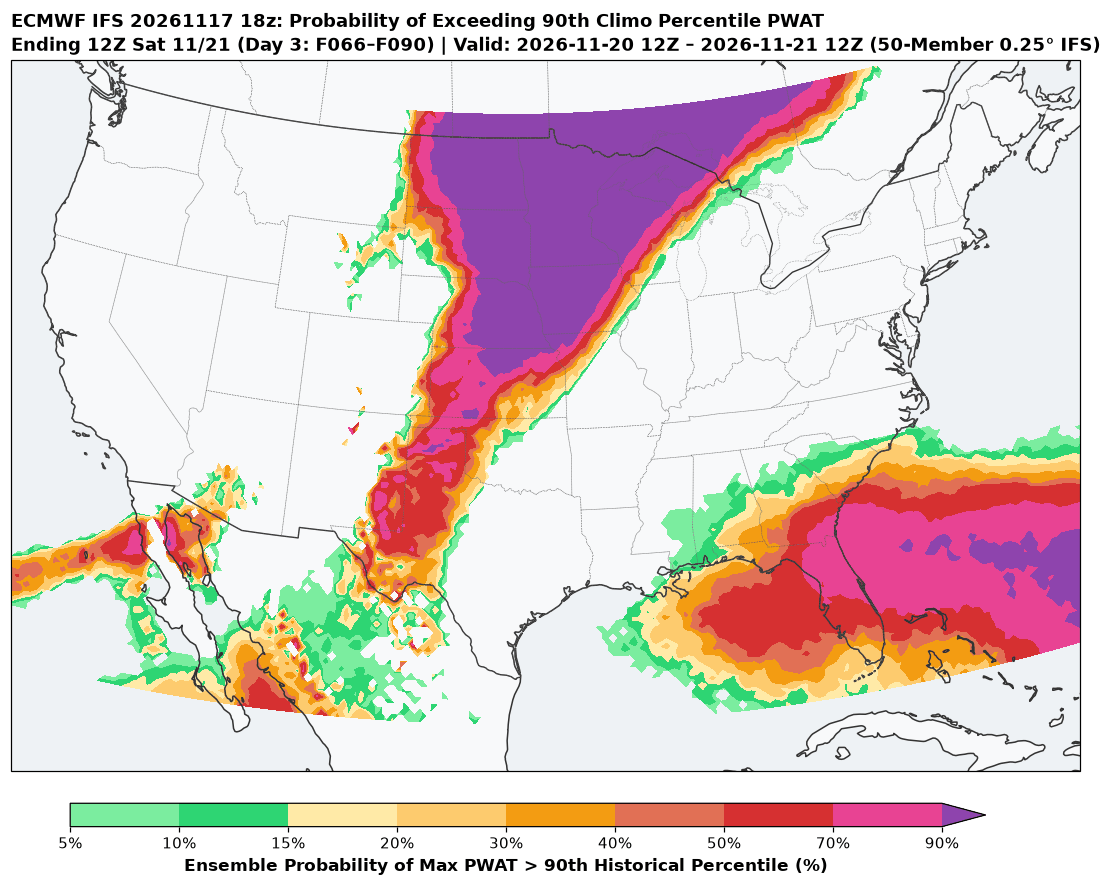 ECMWF IFS 20261117 18z: Probability of Exceeding 90th Climo Percentile PWAT
Ending 12Z Sat 11/21 (Day 3: F066–F090) | Valid: 2026-11-20 12Z – 2026-11-21 12Z (50-Member 0.25° IFS)
5% 10% 15% 20% 30% 40% 50% 70% 90%
Ensemble Probability of Max PWAT > 90th Historical Percentile (%)